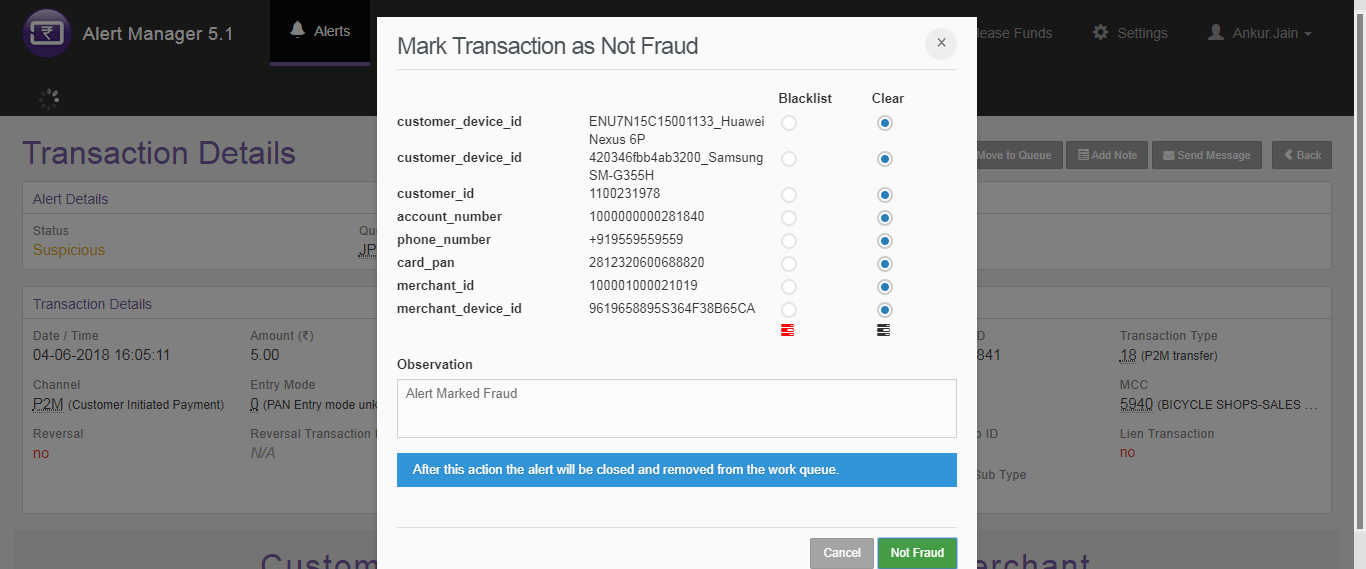 Alert Manager 5.1
Alerts
ease Funds
Settings
Ankur.Jain
Mark Transaction as Not Fraud
×
Blacklist Clear
customer_device_id ENU7N15C15001133_Huawei
Nexus 6P
customer_device_id 420346fbb4ab3200_Samsung
SM-G355H
customer_id 1100231978
account_number 1000000000281840
phone_number +919559559559
card_pan 2812320600688820
merchant_id 100001000021019
merchant_device_id 9619658895S364F38B65CA
Observation
Alert Marked Fraud
After this action the alert will be closed and removed from the work queue.
Cancel Not Fraud
Transaction Details
Move to Queue Add Note Send Message Back
Alert Details
Status Qu
Suspicious JP
Transaction Details
Date / Time Amount (₹) D Transaction Type
04-06-2018 16:05:11 5.00 841 18 (P2M transfer)
Channel Entry Mode MCC
P2M (Customer Initiated Payment) 0 (PAN Entry mode unk 5940 (BICYCLE SHOPS-SALES ...
Reversal Reversal Transaction ID Lien Transaction
no N/A no
Sub Type
Custom erchant